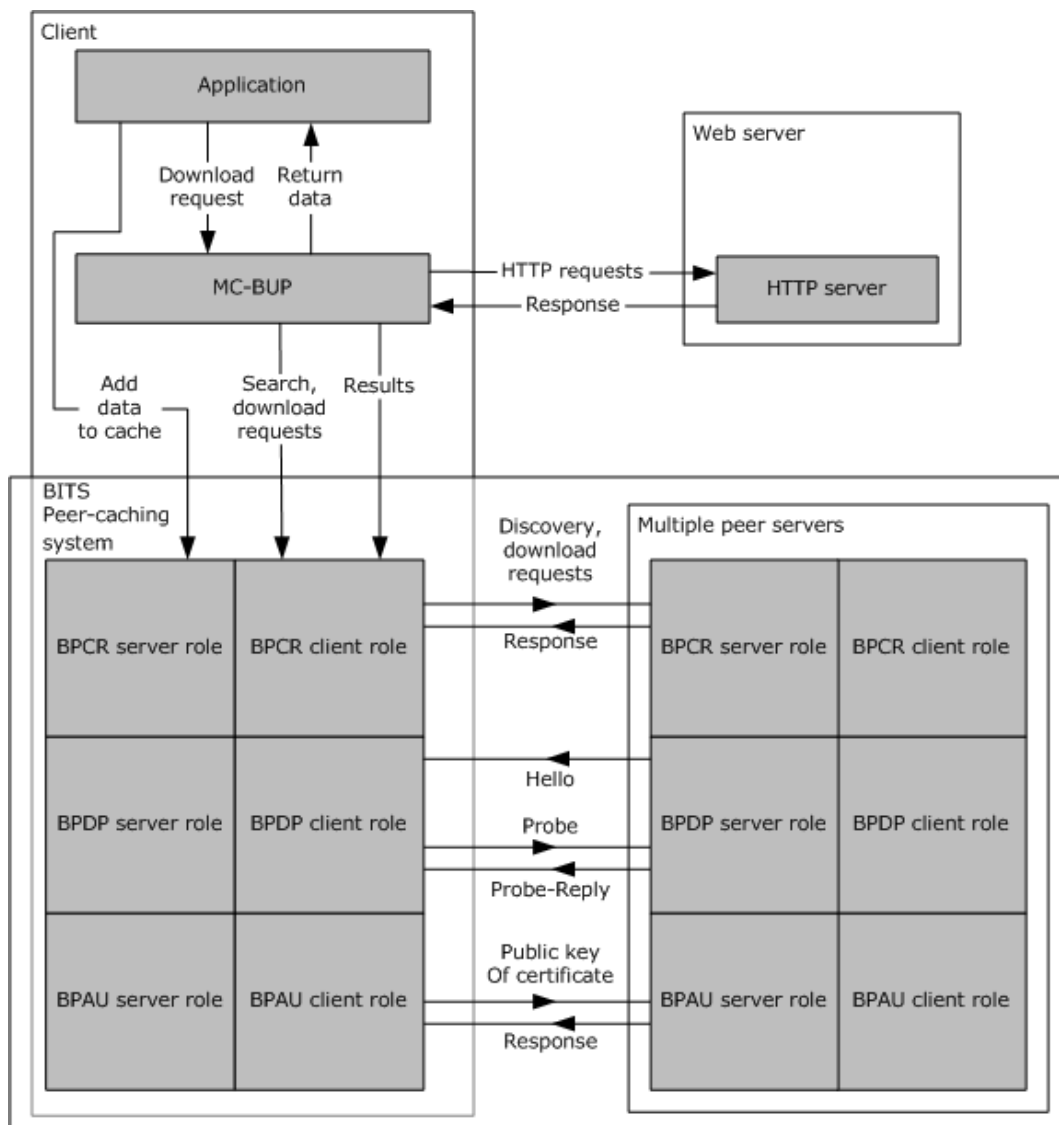 Client
Application
Web server
Download
request
Return
data
MC-BUP
HTTP requests
HTTP server
Response
Add
data
to cache
Search,
download
requests
Results
BITS
Peer-caching
system
Discovery,
download
requests
Multiple peer servers
Response
BPCR server role
BPCR client role
BPCR server role
BPCR client role
Hello
BPDP server role
BPDP client role
Probe
BPDP server role
BPDP client role
Probe-Reply
Public key
Of certificate
BPAU server role
BPAU client role
BPAU server role
BPAU client role
Response